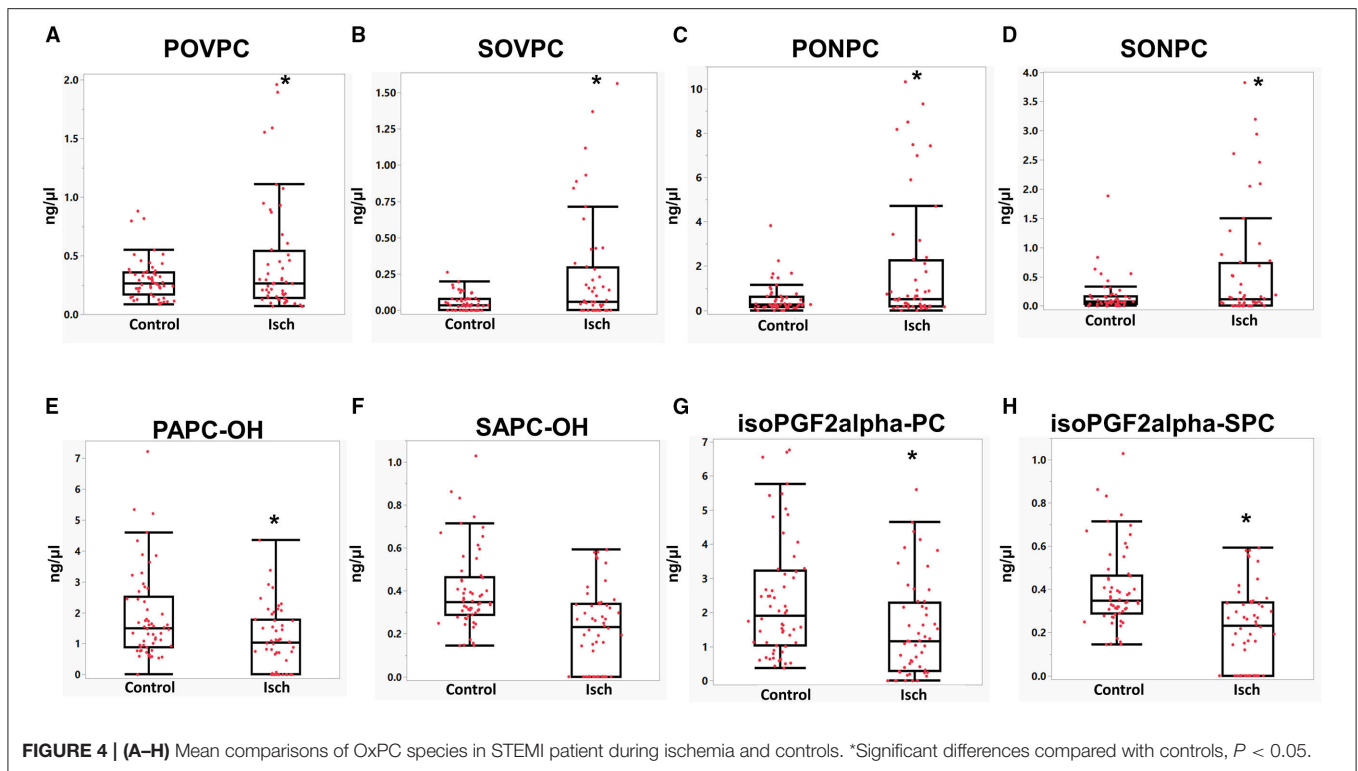 A POVPC
B SOVPC
C PONPC
D SONPC
ng/µl 2.0 1.5 1.0 0.5 0.0 *
Control Isch
ng/µl 1.50 1.25 1.00 0.75 0.50 0.25 0.00 *
Control Isch
ng/µl 10 8 6 4 2 0 *
Control Isch
ng/µl 4.0 3.5 3.0 2.5 2.0 1.5 1.0 0.5 0.0 *
Control Isch
E PAPC-OH
F SAPC-OH
G isoPGF2alpha-PC
H isoPGF2alpha-SPC
ng/µl 7 6 5 4 3 2 1 0 *
Control Isch
ng/µl 1.0 0.8 0.6 0.4 0.2 0.0
Control Isch
ng/µl 7 6 5 4 3 2 1 0 *
Control Isch
ng/µl 1.0 0.8 0.6 0.4 0.2 0.0 *
Control Isch
FIGURE 4 | (A–H) Mean comparisons of OxPC species in STEMI patient during ischemia and controls. *Significant differences compared with controls, P < 0.05.